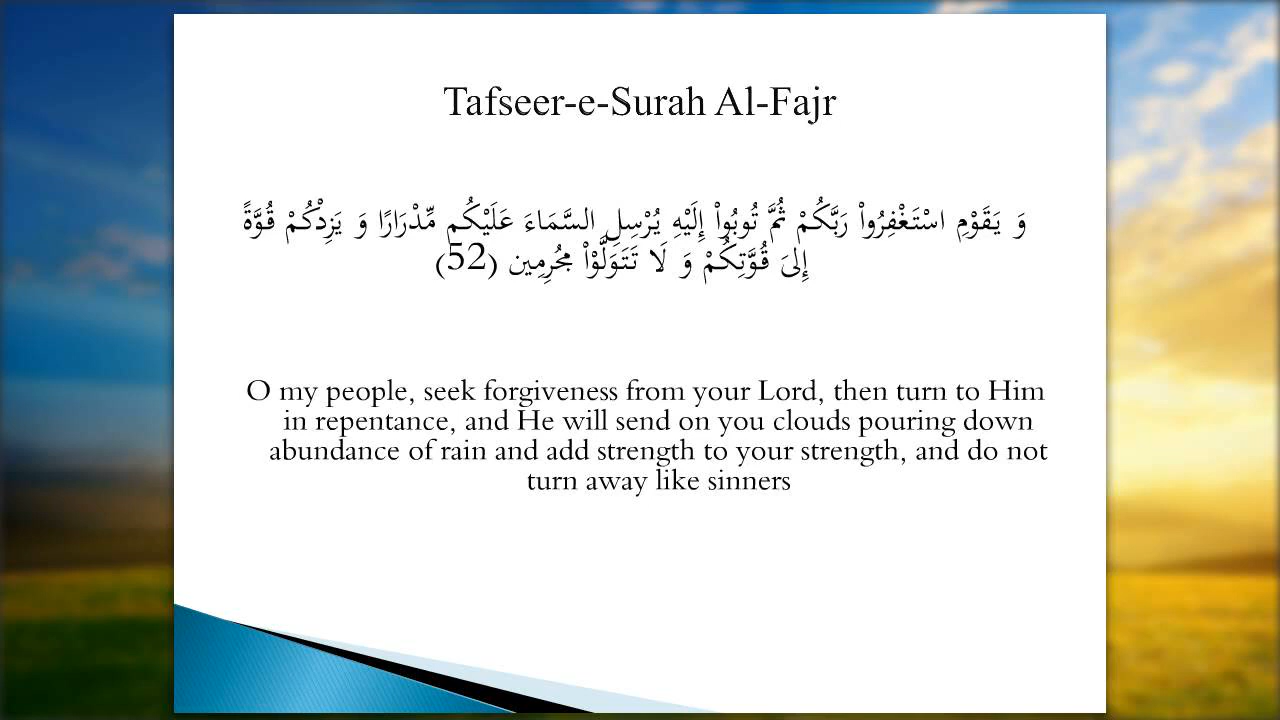 Tafseer-e-Surah Al-Fajr
وَ يَقَوْمِ اسْتَغْفِرُواْ رَبَّكُمْ ثُمَّ تُوبُواْ إِلَيْهِ يُرْسِلِ السَّمَاءَ عَلَيْكُم مِّدْرَارًا وَ يَزِدْكُمْ قُوَّةً
إِلىَ قُوَّتِكُمْ وَ لَا تَتَوَلَّوْاْ مجُرِمِين (52)
O my people, seek forgiveness from your Lord, then turn to Him
in repentance, and He will send on you clouds pouring down
abundance of rain and add strength to your strength, and do not
turn away like sinners